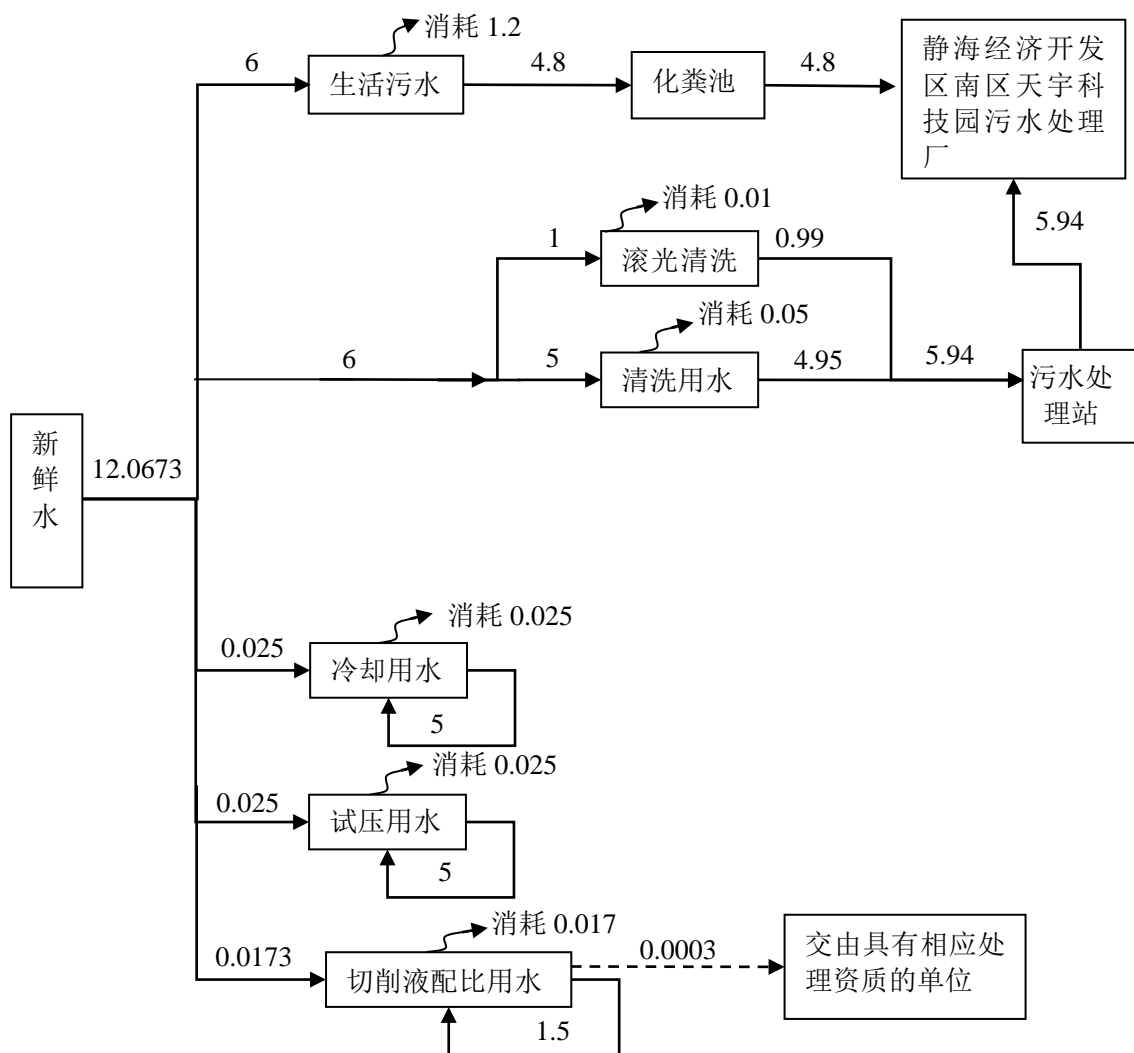 消耗 1.2
6
生活污水
4.8
化粪池
4.8
静海经济开发
区南区天宇科
技园污水处理
厂
消耗 0.01
1
滚光清洗
0.99
5.94
消耗 0.05
6
5
清洗用水
4.95
5.94
污水处
理站
新
鲜
水
12.0673
消耗 0.025
0.025
冷却用水
5
消耗 0.025
0.025
试压用水
5
消耗 0.017
0.0173
切削液配比用水
0.0003
交由具有相应处
理资质的单位
1.5